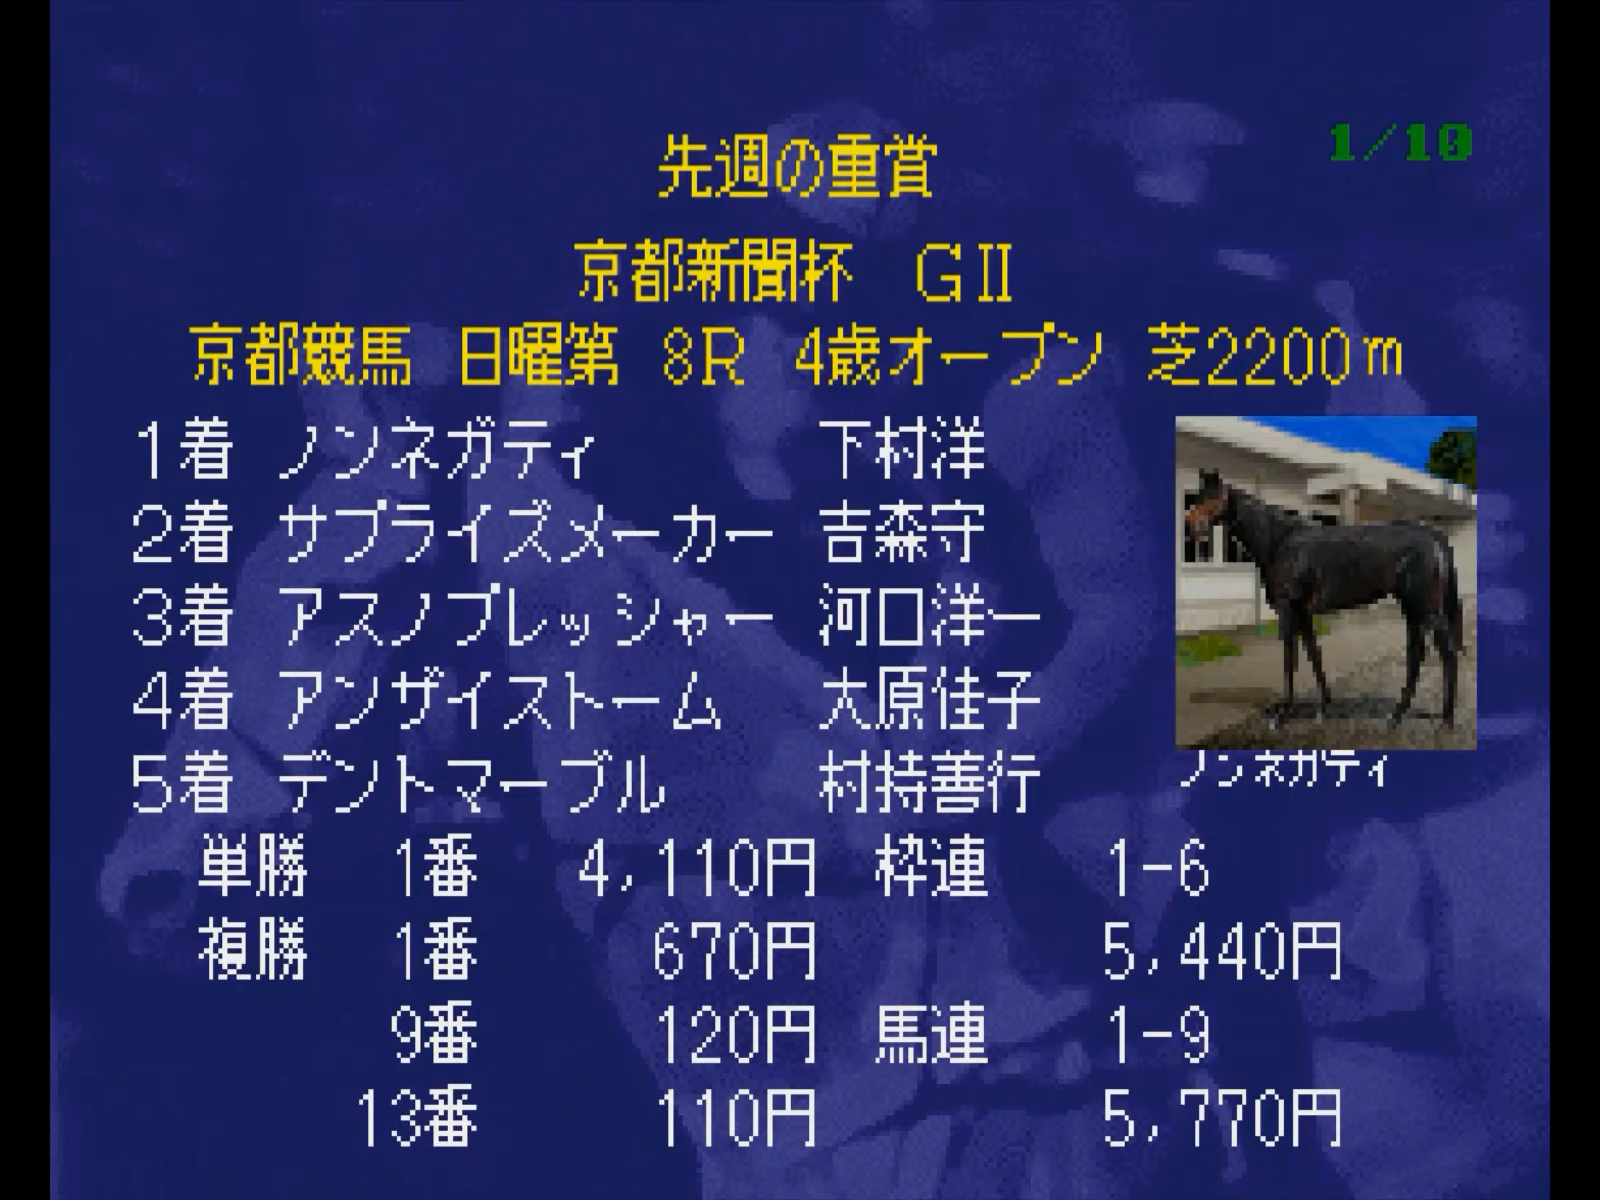 1/10
先週の重賞
京都新聞杯 GⅡ
京都競馬 日曜第 8R 4歳オープン 芝2200m
1着 ノンネガティ 下村洋
2着 サプライズメーカー 吉森守
3着 アスノプレッシャー 河口洋一
4着 アンザイストーム 大原佳子
5着 デントマーブル 村持善行
ノンネガティ
単勝 1番 4,110円 枠連 1-6
複勝 1番 670円 5,440円
9番 120円 馬連 1-9
13番 110円 5,770円